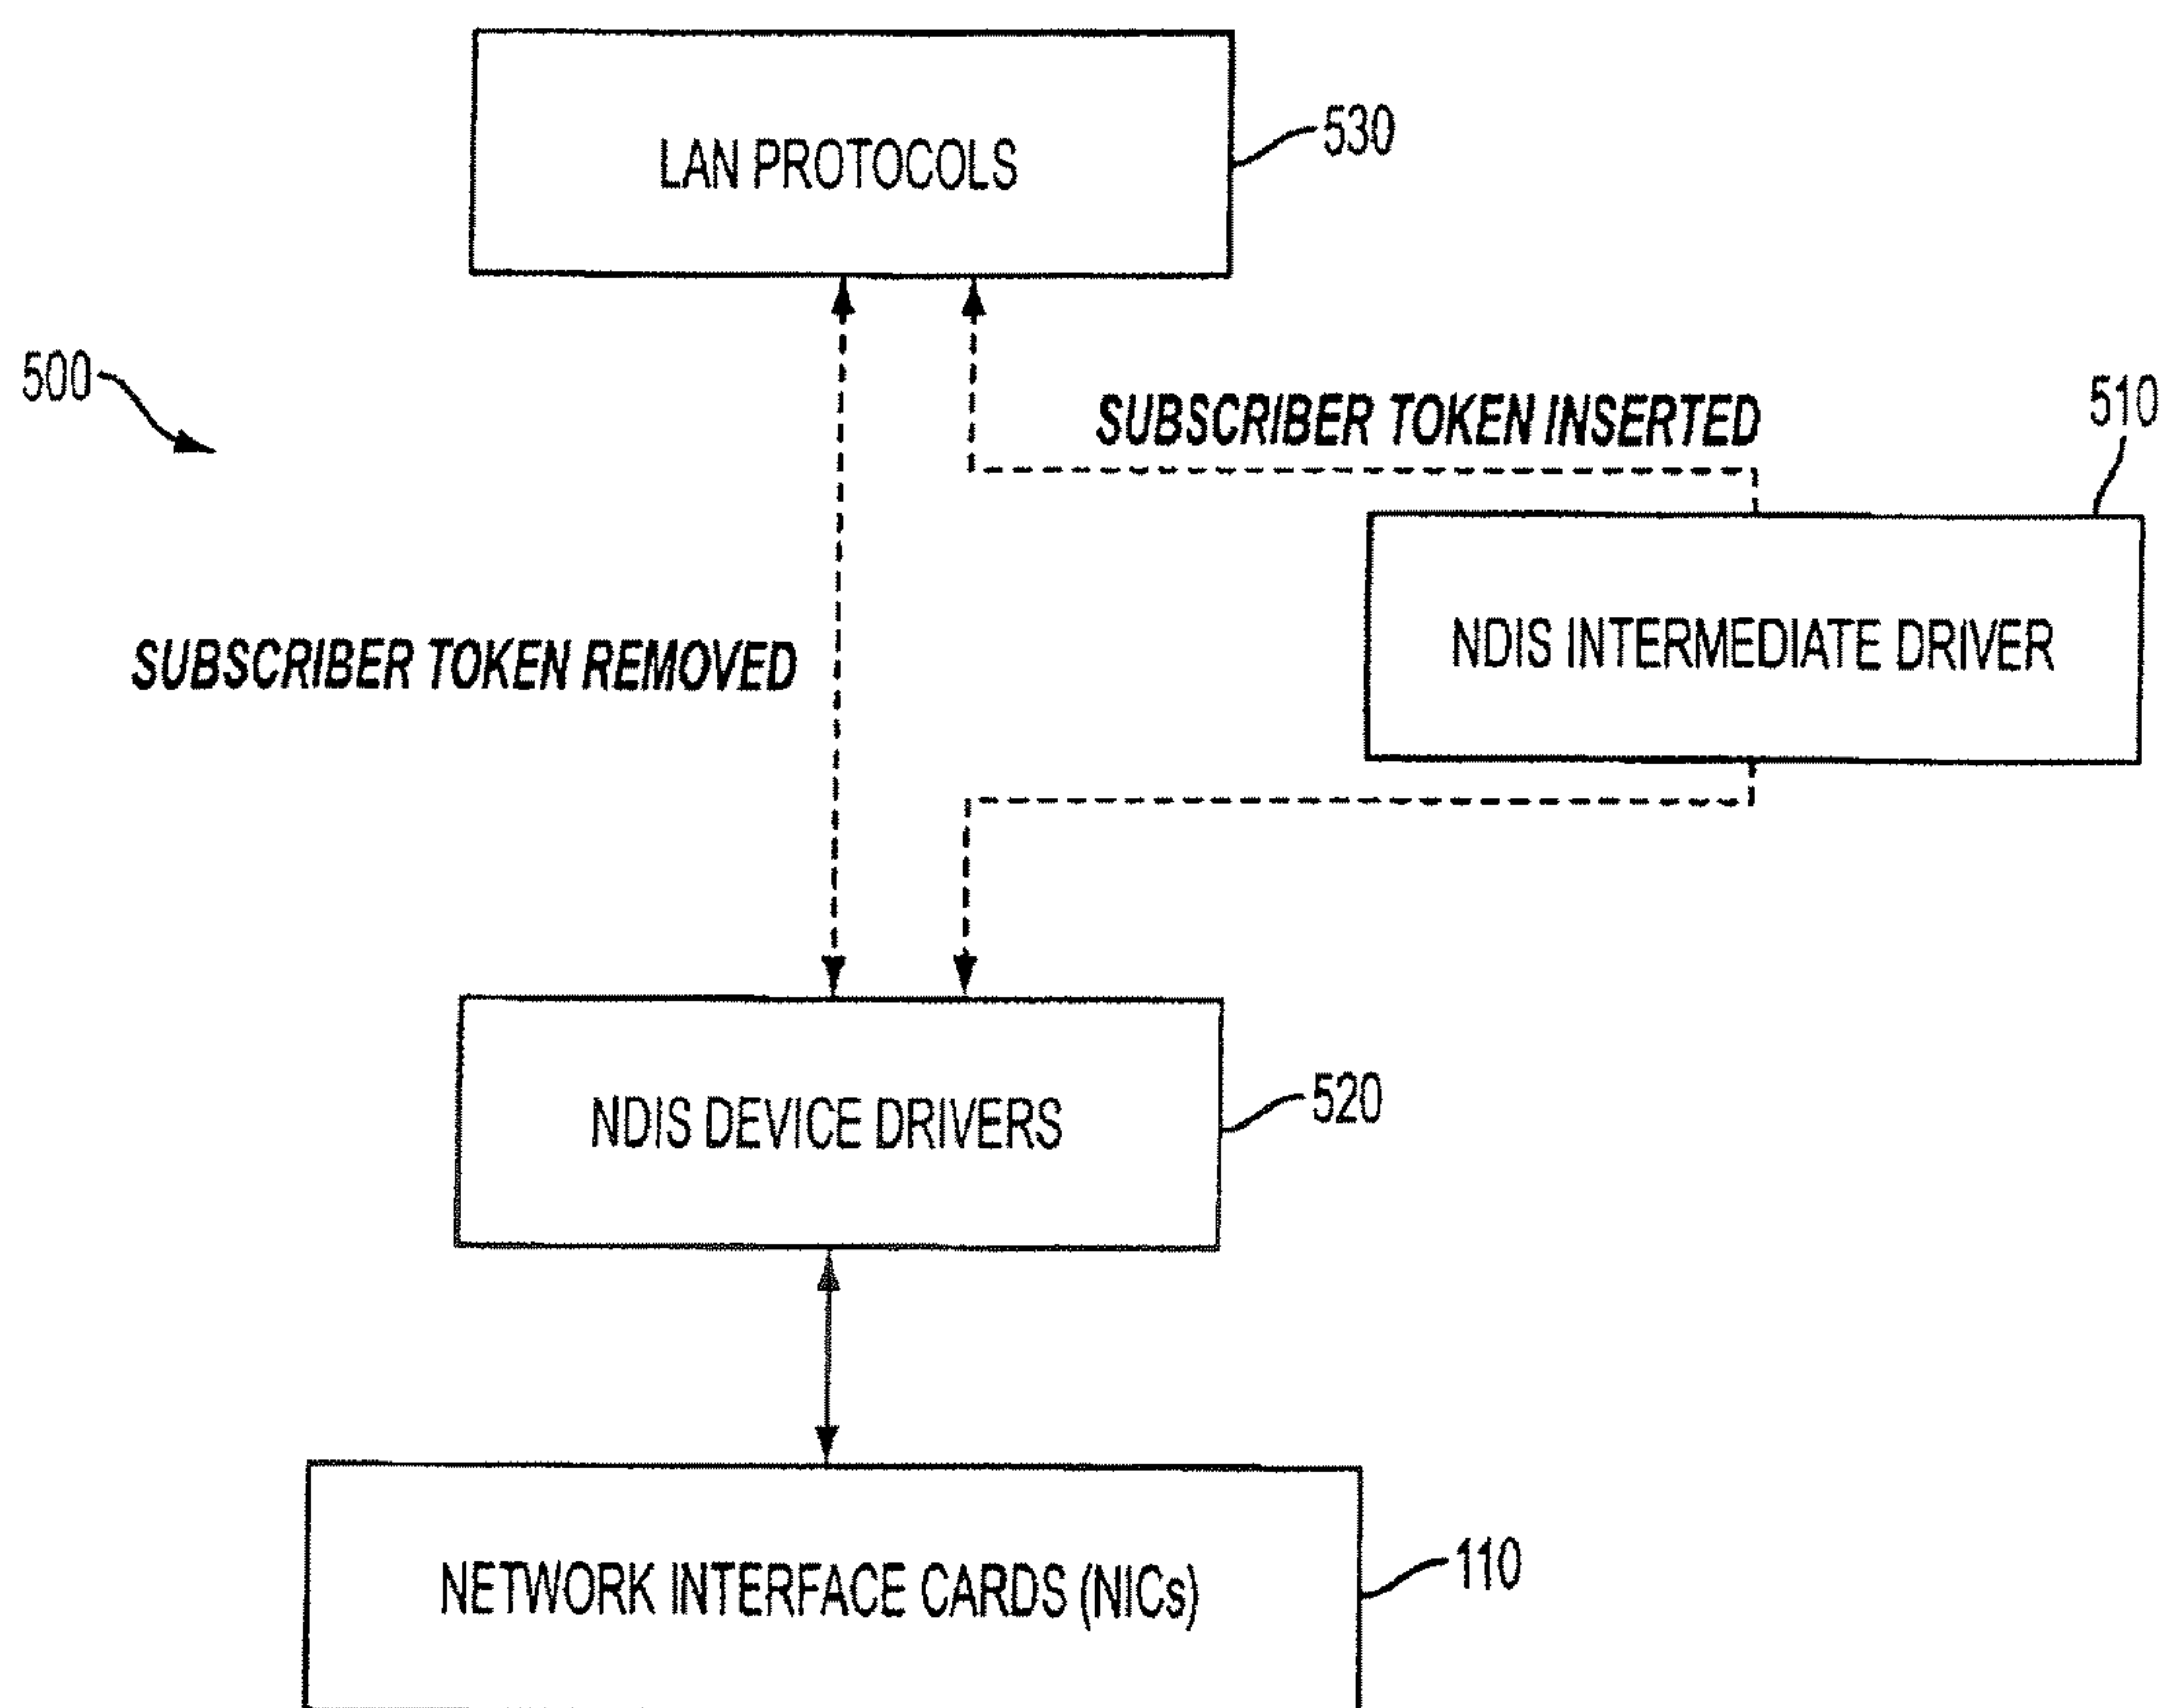 LAN PROTOCOLS
530
500
SUBSCRIBER TOKEN INSERTED
510
NDIS INTERMEDIATE DRIVER
SUBSCRIBER TOKEN REMOVED
NDIS DEVICE DRIVERS
520
NETWORK INTERFACE CARDS (NICs)
110